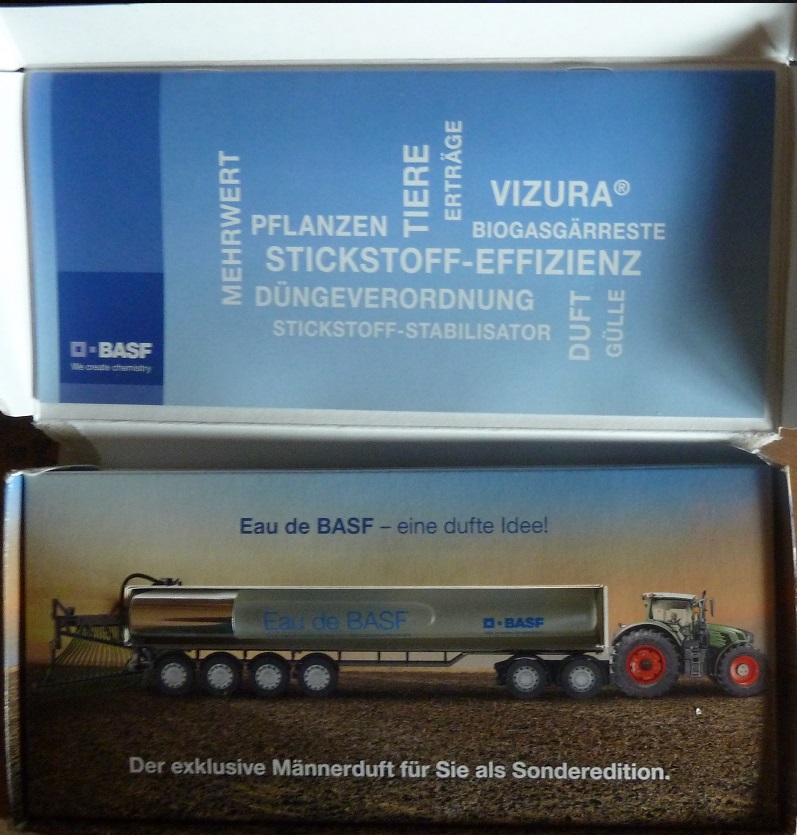 MEHRWERT
PFLANZEN
TIERE
ERTRÄGE
VIZURA®
BIOGASGÄRRESTE
STICKSTOFF-EFFIZIENZ
DÜNGEVERORDNUNG
STICKSTOFF-STABILISATOR
DUFT
GÜLLE
BASF
We create chemistry
Eau de BASF – eine dufte Idee!
Eau de BASF
BASF
Der exklusive Männerduft für Sie als Sonderedition.